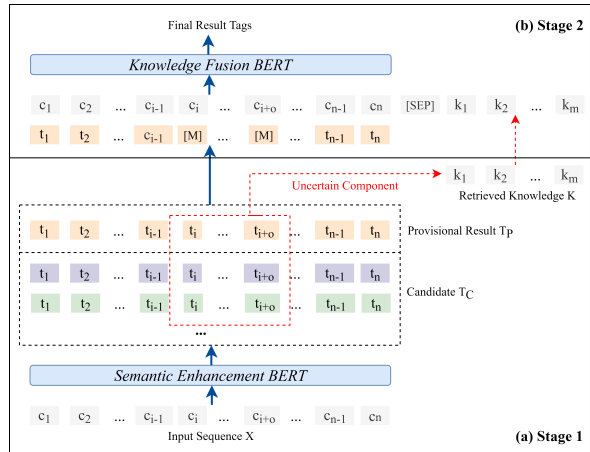 Final Result Tags
(b) Stage 2
Knowledge Fusion BERT
c1 c2 ... ci-1 ci ... ci+o ... cn-1 cn [SEP] k1 k2 ... km
t1 t2 ... ci-1 [M] ... [M] ... tn-1 tn
k1 k2 ... km
Uncertain Component
Retrieved Knowledge K
t1 t2 ... ti-1 ti ... ti+o ... tn-1 tn
Provisional Result TP
t1 t2 ... ti-1 ti ... ti+o ... tn-1 tn
Candidate TC
t1 t2 ... ti-1 ti ... ti+o ... tn-1 tn
...
Semantic Enhancement BERT
c1 c2 ... ci-1 ci ... ci+o ... cn-1 cn
Input Sequence X
(a) Stage 1